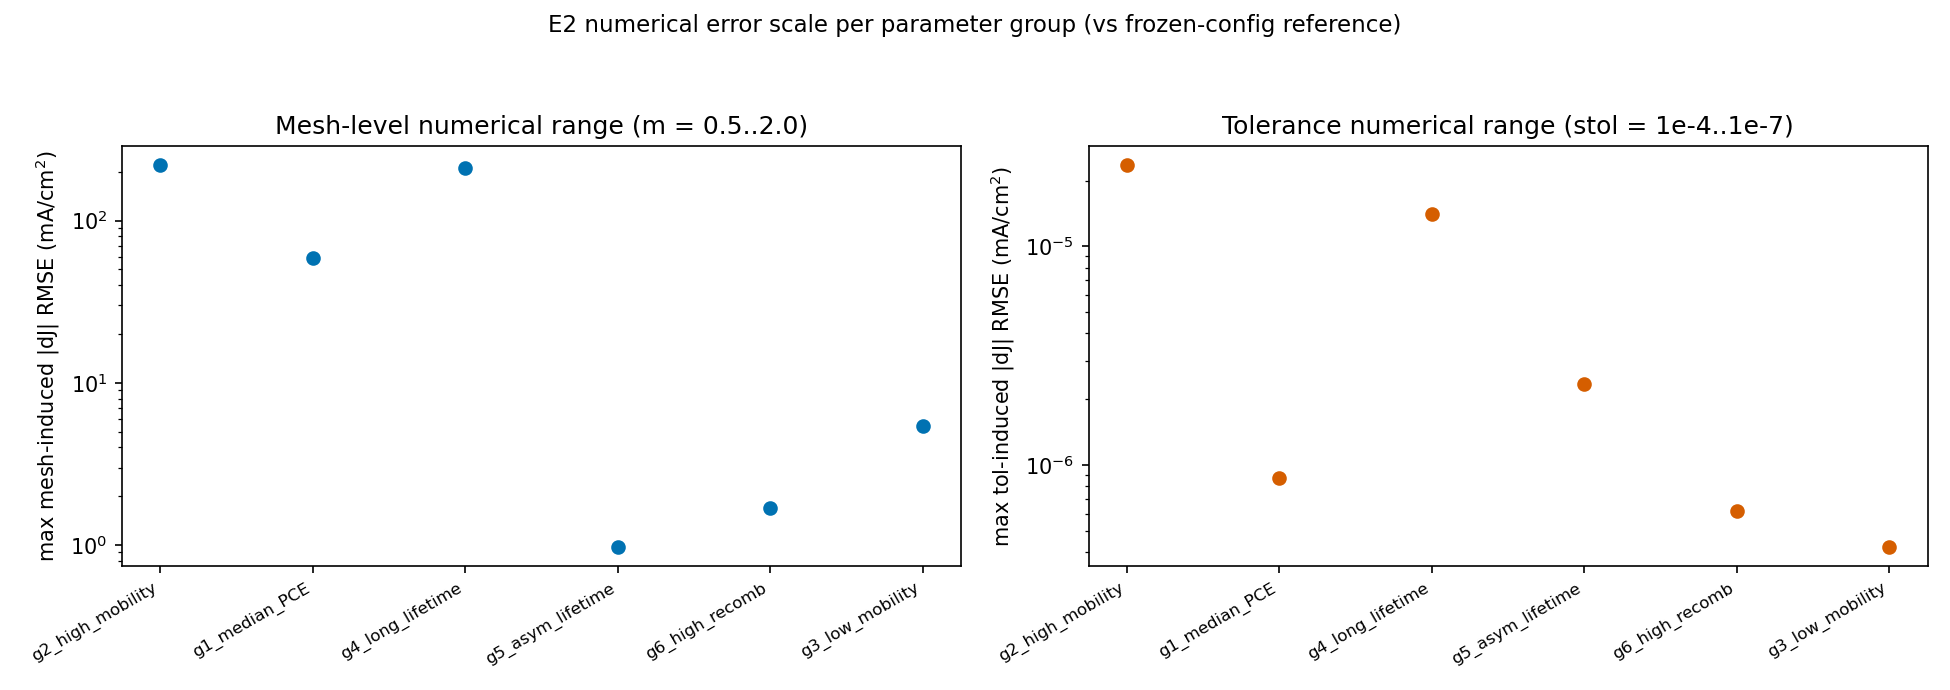 E2 numerical error scale per parameter group (vs frozen-config reference)
Mesh-level numerical range (m = 0.5..2.0)
max mesh-induced |dJ| RMSE (mA/cm²)
10²
10¹
10⁰
g2_high_mobility
g1_median_PCE
g4_long_lifetime
g5_asym_lifetime
g6_high_recomb
g3_low_mobility
Tolerance numerical range (stol = 1e-4..1e-7)
max tol-induced |dJ| RMSE (mA/cm²)
10⁻⁵
10⁻⁶
g2_high_mobility
g1_median_PCE
g4_long_lifetime
g5_asym_lifetime
g6_high_recomb
g3_low_mobility